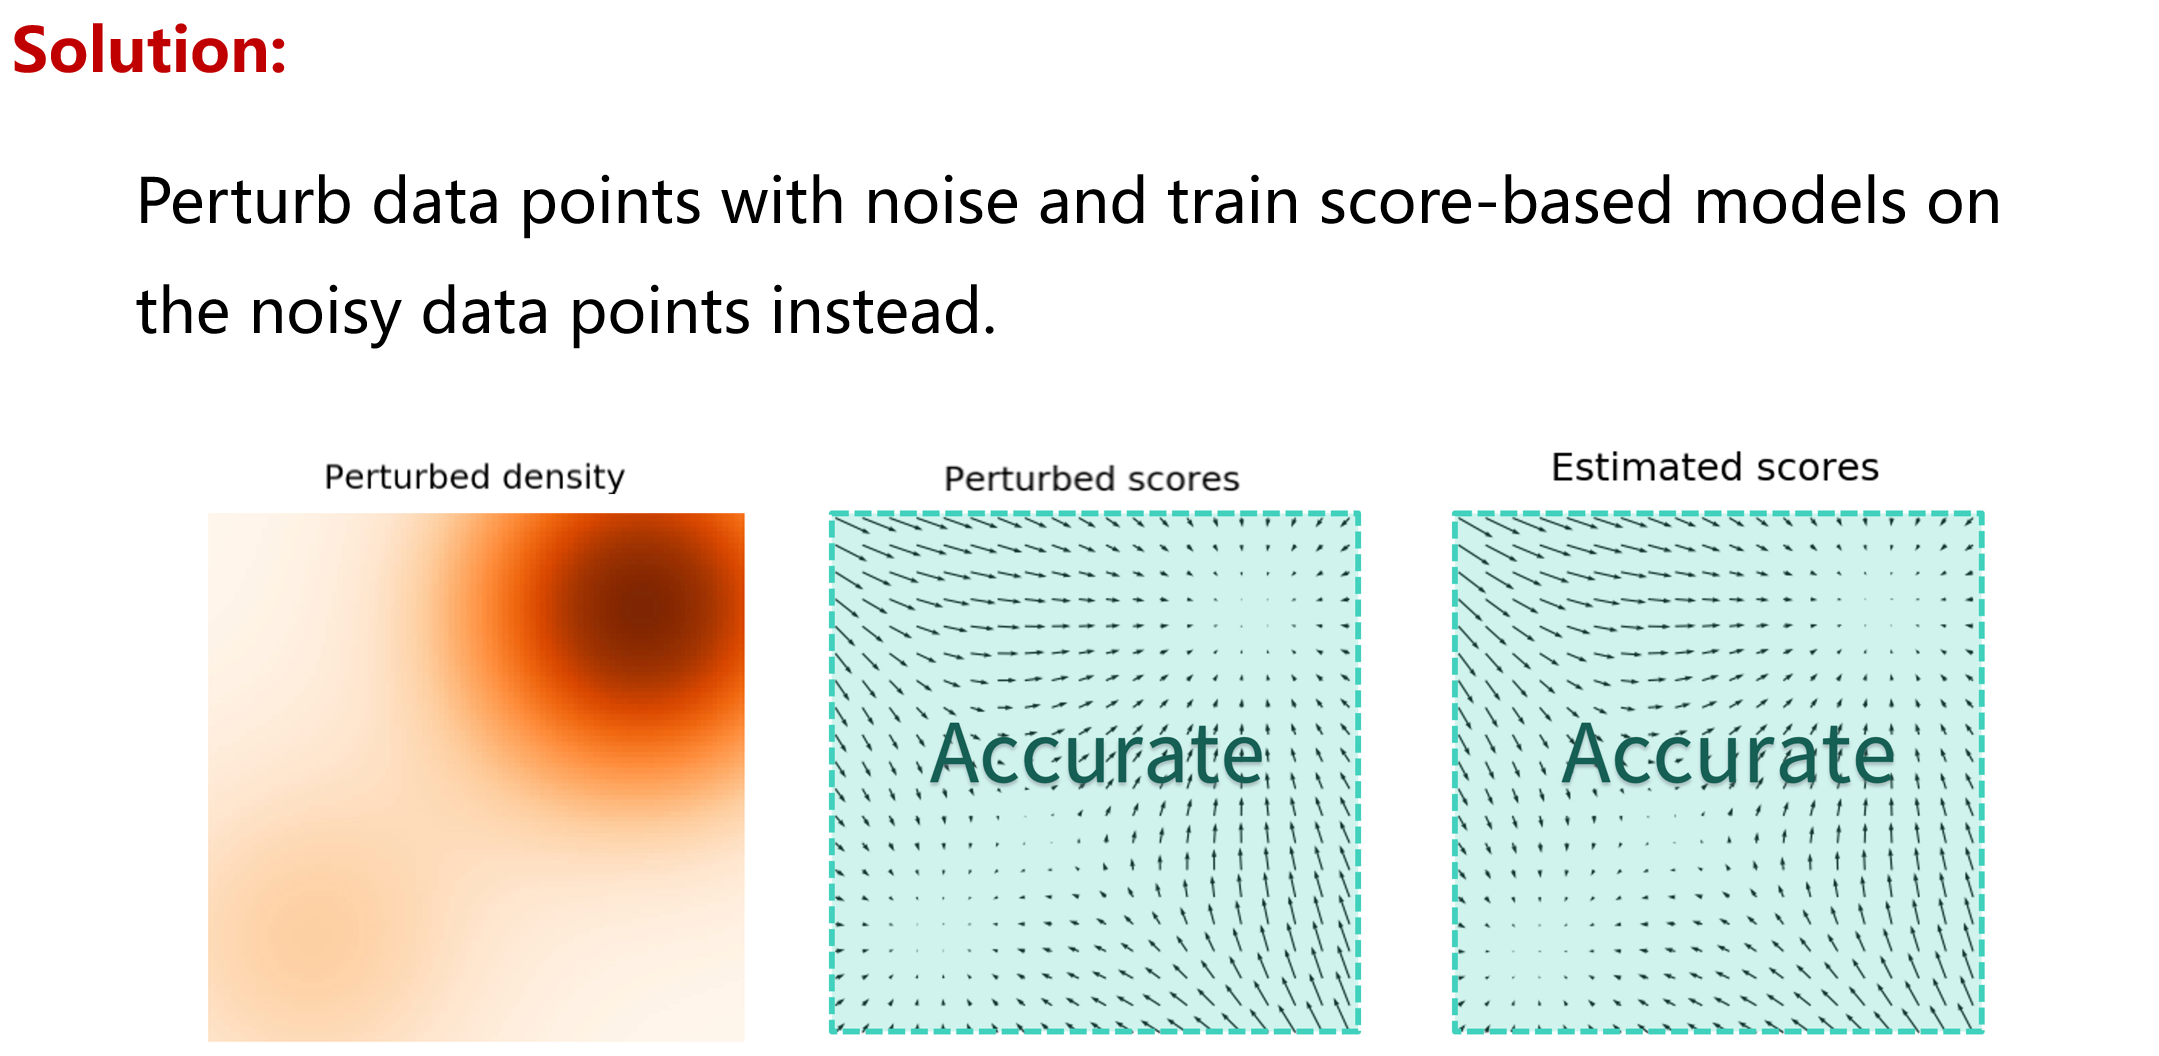 Solution:
Perturb data points with noise and train score-based models on
the noisy data points instead.
Perturbed density
Perturbed scores
Estimated scores
Accurate
Accurate